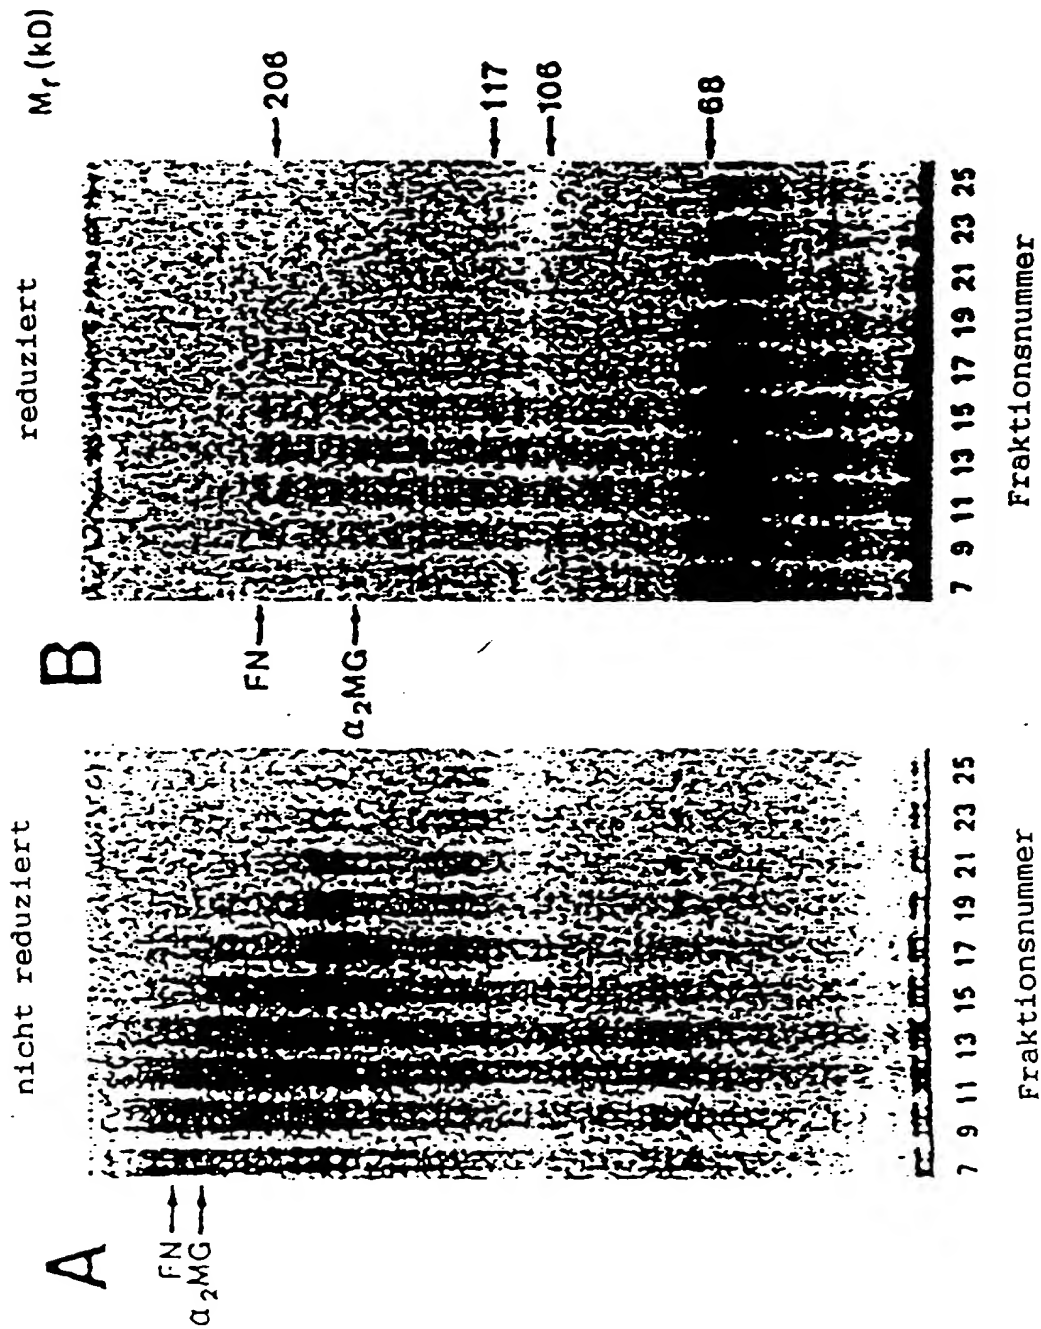 A
nicht reduziert
FN
α₂MG
7 9 11 13 15 17 19 21 23 25
Fraktionsnummer
B
reduziert
Mr (kD)
FN
α₂MG
206
117
106
68
7 9 11 13 15 17 19 21 23 25
Fraktionsnummer